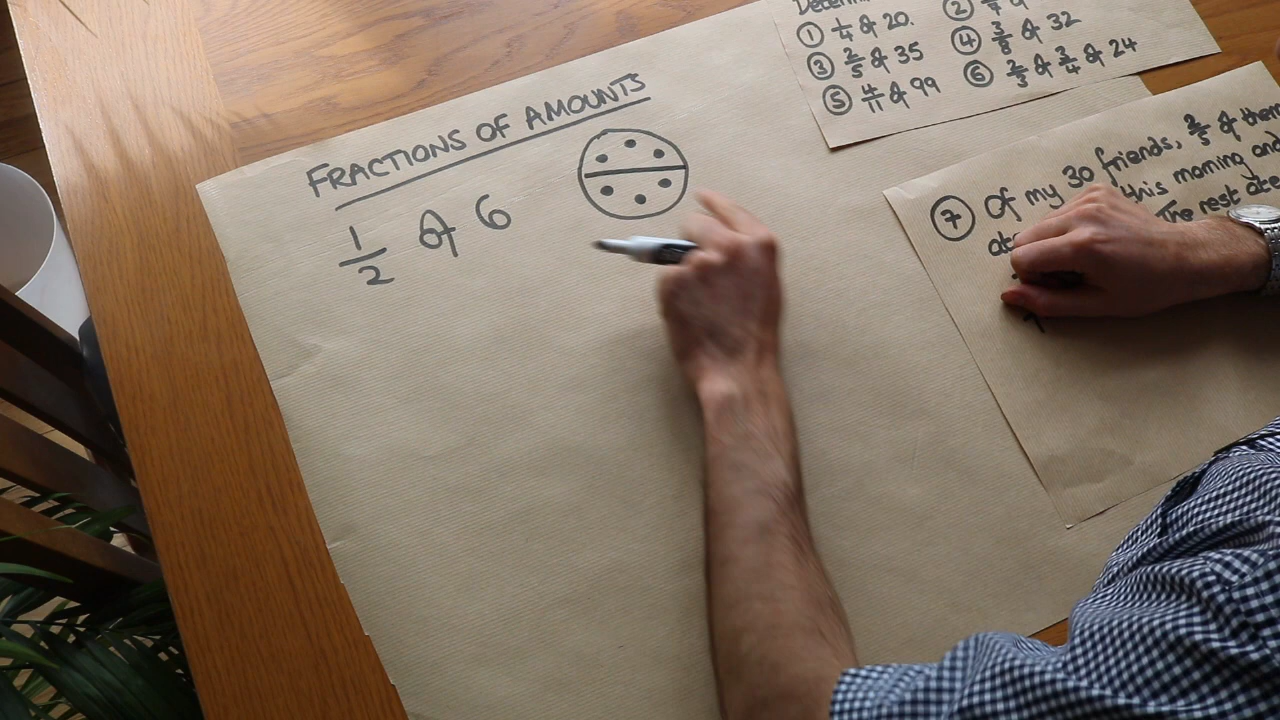 FRACTIONS OF AMOUNTS
1/2 of 6
① 1/4 of 20.
②
③ 2/5 of 35
④ 3/8 of 32
⑤ 4/11 of 99
⑥ 2/3 of 3/4 of 24
⑦ Of my 30 friends, 2/5 of them
this morning and
The rest ate